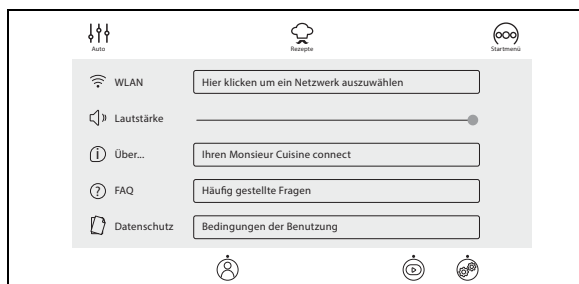 Auto
Rezepte
Startmenü
WLAN
Hier klicken um ein Netzwerk auszuwählen
Lautstärke
Über...
Ihren Monsieur Cuisine connect
FAQ
Häufig gestellte Fragen
Datenschutz
Bedingungen der Benutzung